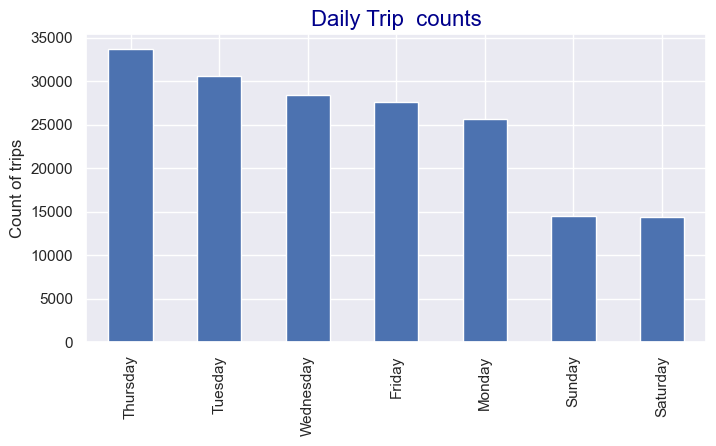 Daily Trip  counts
Count of trips
35000
30000
25000
20000
15000
10000
5000
0
Thursday
Tuesday
Wednesday
Friday
Monday
Sunday
Saturday